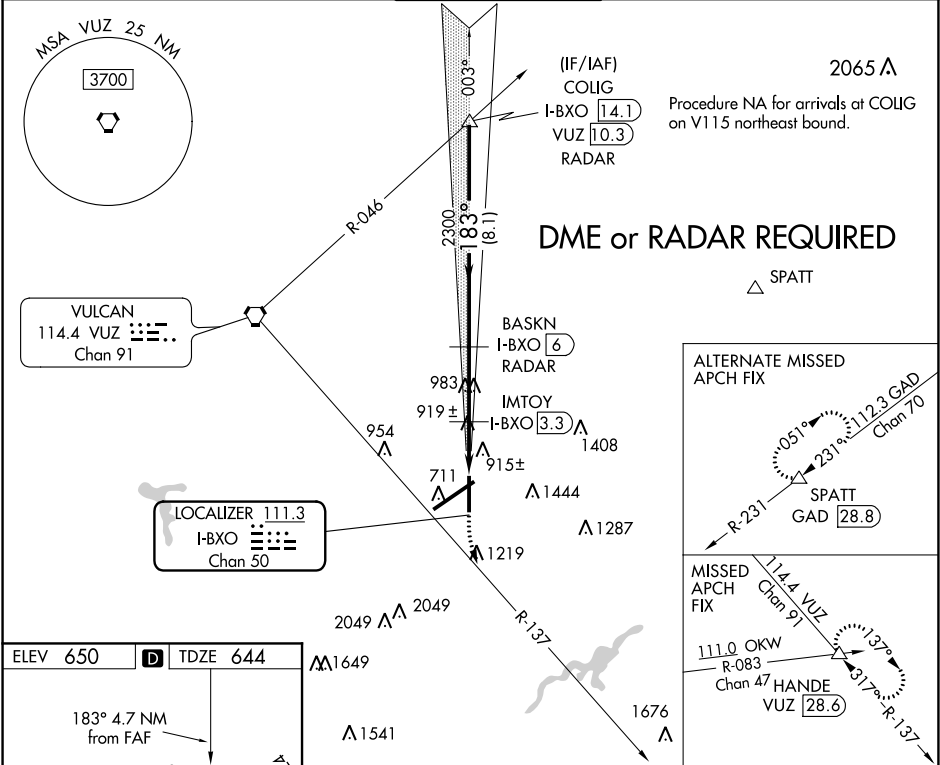 MSA VUZ 25 NM
3700
003°
(IF/IAF)
COLIG
I-BXO 14.1
VUZ 10.3
RADAR
2065
Procedure NA for arrivals at COLIG
on V115 northeast bound.
R-046
2300
183°
(8.1)
DME or RADAR REQUIRED
SPATT
VULCAN
114.4 VUZ
Chan 91
BASKN
I-BXO 6
RADAR
983
919 ±
IMTOY
I-BXO 3.3
1408
954
915±
711
1444
1287
LOCALIZER 111.3
I-BXO
Chan 50
1219
2049
2049
R-137
1649
1541
1676
ALTERNATE MISSED
APCH FIX
112.3 GAD
Chan 70
051°
231°
SPATT
GAD 28.8
R-231
MISSED
APCH
FIX
114.4 VUZ
Chan 91
111.0 OKW
R-083
Chan 47
137°
317°
HANDE
VUZ 28.6
R-137
ELEV 650
D
TDZE 644
183° 4.7 NM
from FAF